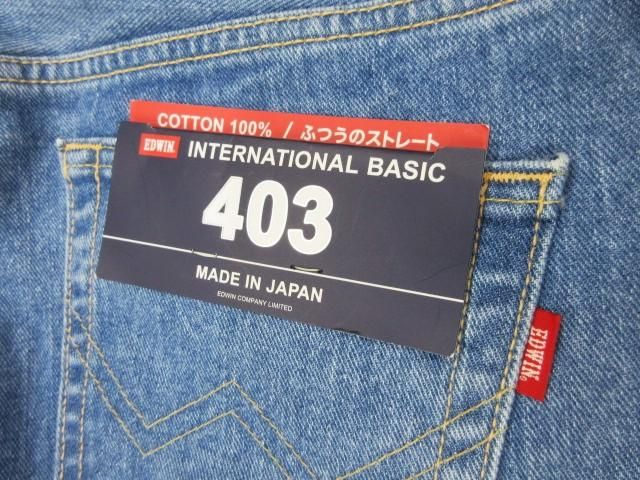 COTTON 100% / ふつうのストレート
EDWIN. INTERNATIONAL BASIC
403
MADE IN JAPAN
EDWIN COMPANY LIMITED
EDWIN®